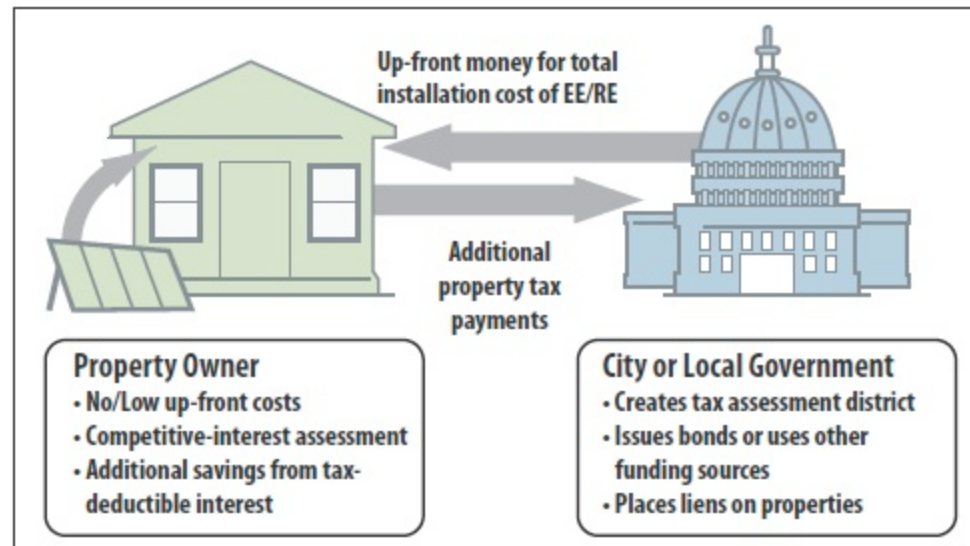 Up-front money for total
installation cost of EE/RE
Additional
property tax
payments
Property Owner
• No/Low up-front costs
• Competitive-interest assessment
• Additional savings from tax-
deductible interest
City or Local Government
• Creates tax assessment district
• Issues bonds or uses other
funding sources
• Places liens on properties